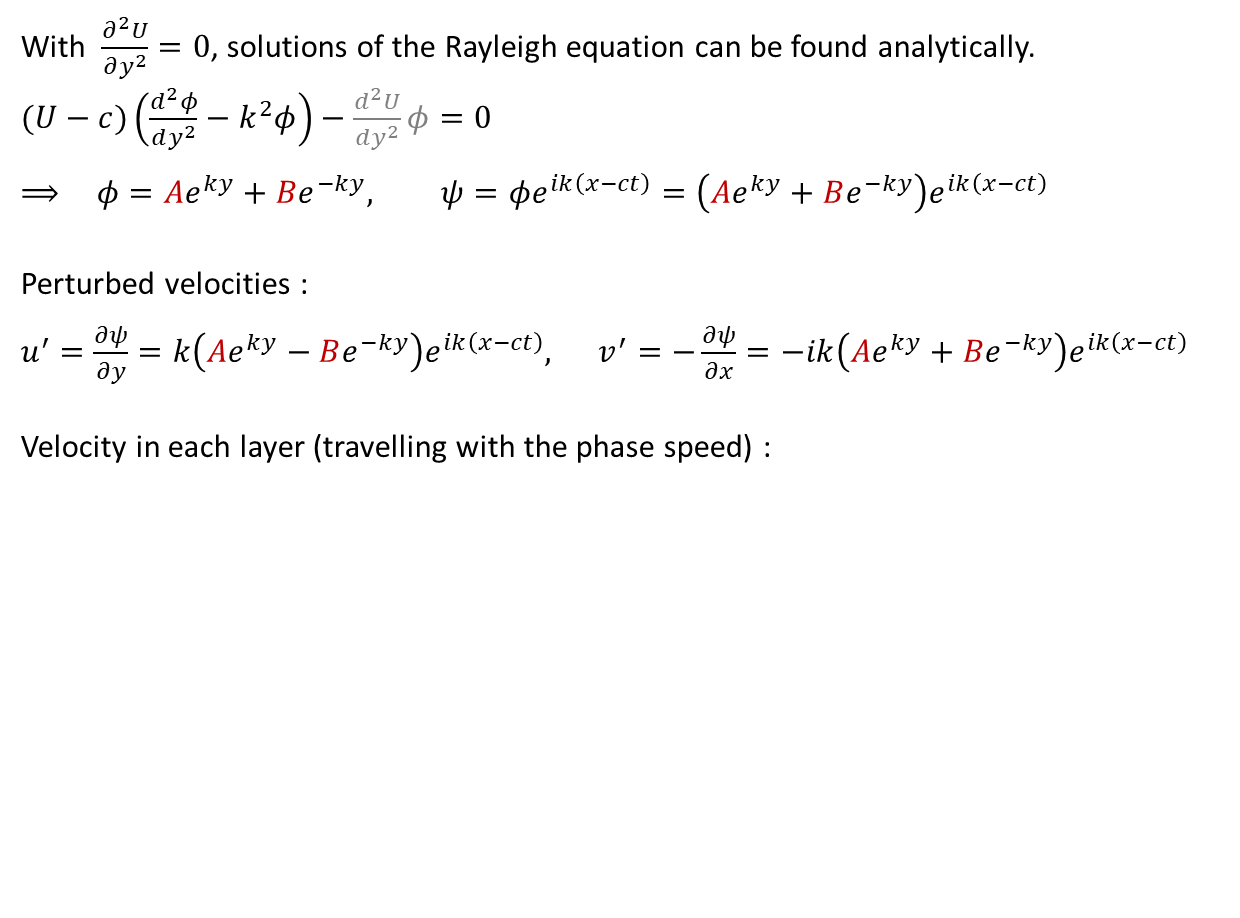 With ∂²U/∂y² = 0, solutions of the Rayleigh equation can be found analytically.
(U − c)(d²ϕ/dy² − k²ϕ) − d²U/dy² ϕ = 0
⟹ ϕ = Ae^{ky} + Be^{−ky}, ψ = ϕe^{ik(x−ct)} = (Ae^{ky} + Be^{−ky})e^{ik(x−ct)}
Perturbed velocities :
u′ = ∂ψ/∂y = k(Ae^{ky} − Be^{−ky})e^{ik(x−ct)}, v′ = −∂ψ/∂x = −ik(Ae^{ky} + Be^{−ky})e^{ik(x−ct)}
Velocity in each layer (travelling with the phase speed) :